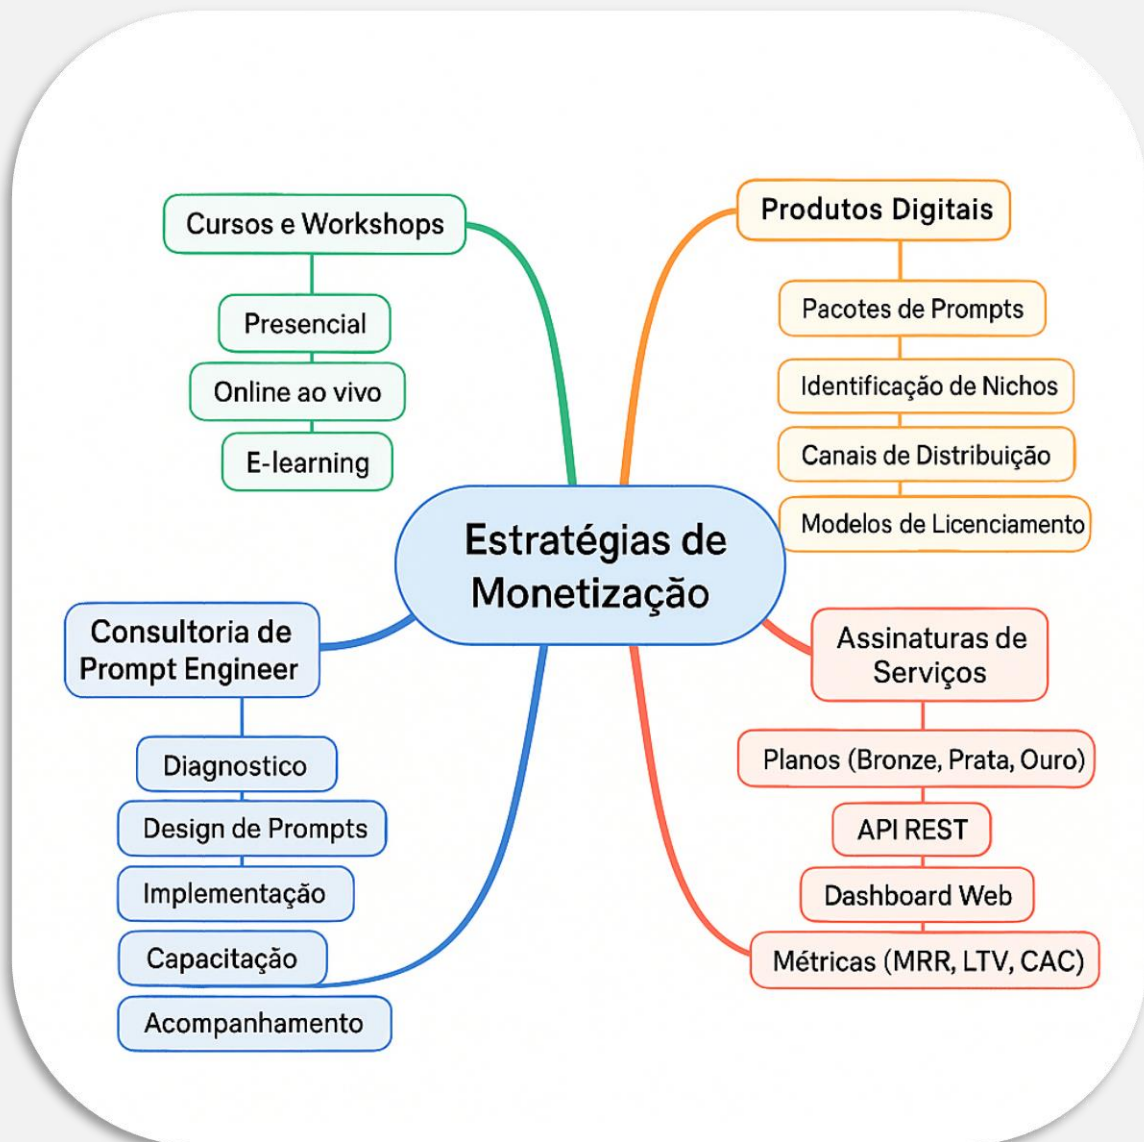 Cursos e Workshops
Presencial
Online ao vivo
E-learning
Produtos Digitais
Pacotes de Prompts
Identificação de Nichos
Canais de Distribuição
Modelos de Licenciamento
Estratégias de
Monetização
Consultoria de
Prompt Engineer
Diagnostico
Design de Prompts
Implementação
Capacitação
Acompanhamento
Assinaturas de
Serviços
Planos (Bronze, Prata, Ouro)
API REST
Dashboard Web
Métricas (MRR, LTV, CAC)